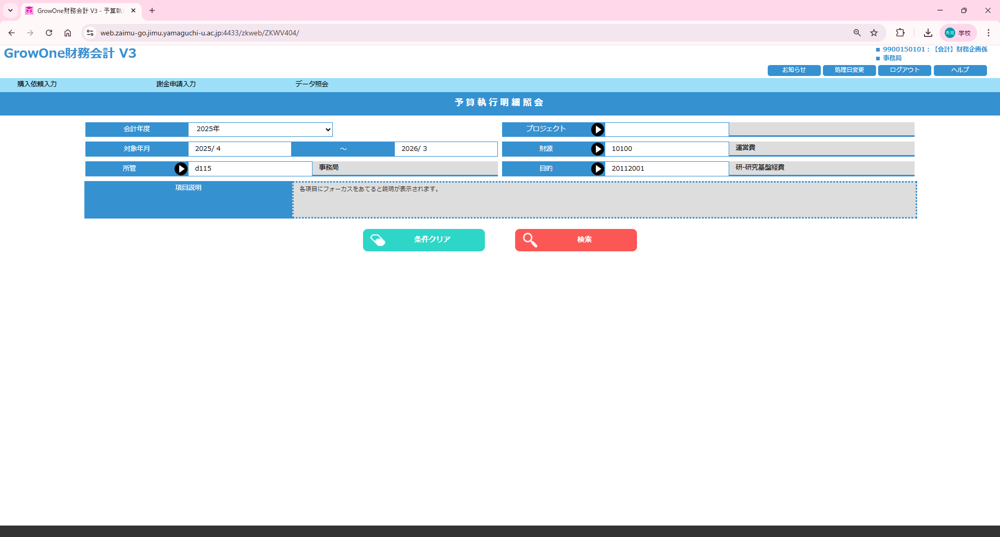 GrowOne財務会計 V3 - 予算執
web.zaimu-go.jimu.yamaguchi-u.ac.jp:4433/zkweb/ZKWV404/
秀見 学校
GrowOne財務会計 V3
■ 9900150101：【会計】財務企画係
■ 事務局
お知らせ 処理日変更 ログアウト ヘルプ
購入依頼入力 謝金申請入力 データ照会
予算執行明細照会
会計年度 2025年 プロジェクト
対象年月 2025/ 4 ～ 2026/ 3 財源 10100 運営費
所管 d115 事務局 目的 20112001 研-研究基盤経費
項目説明 各項目にフォーカスをあてると説明が表示されます。
条件クリア 検索